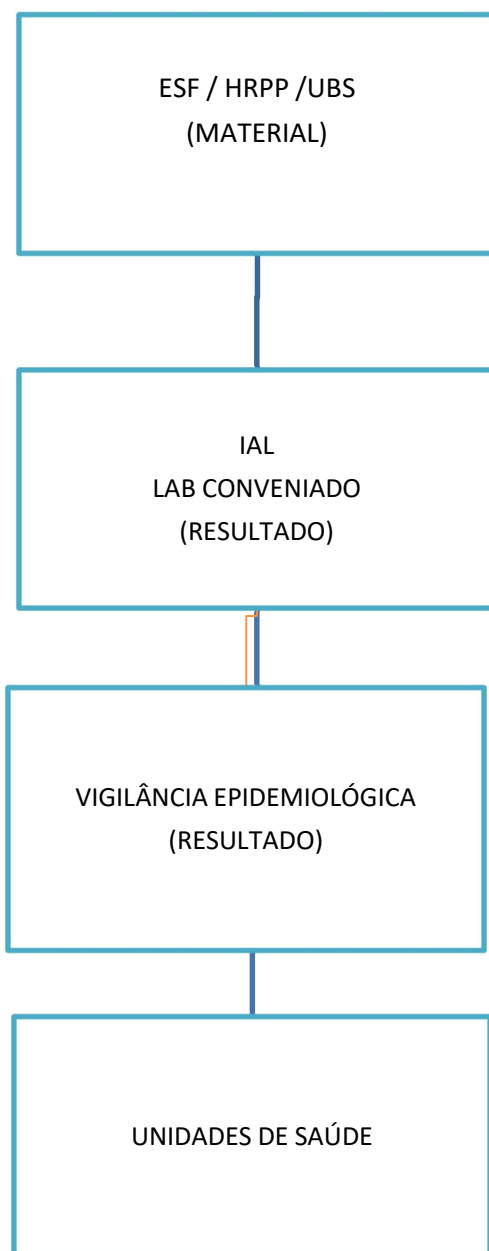 ESF / HRPP /UBS
(MATERIAL)
IAL
LAB CONVENIADO
(RESULTADO)
VIGILÂNCIA EPIDEMIOLÓGICA
(RESULTADO)
UNIDADES DE SAÚDE